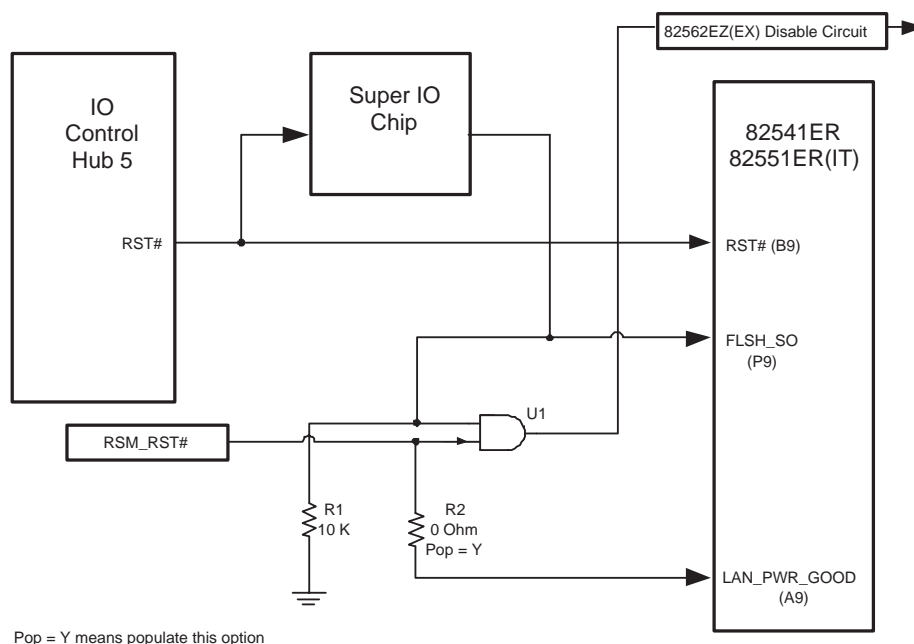 82562EZ(EX) Disable Circuit
IO
Control
Hub 5
Super IO
Chip
82541ER
82551ER(IT)
RST#
RST# (B9)
FLSH_SO
(P9)
U1
RSM_RST#
R1
10 K
R2
0 Ohm
Pop = Y
LAN_PWR_GOOD
(A9)
Pop = Y means populate this option